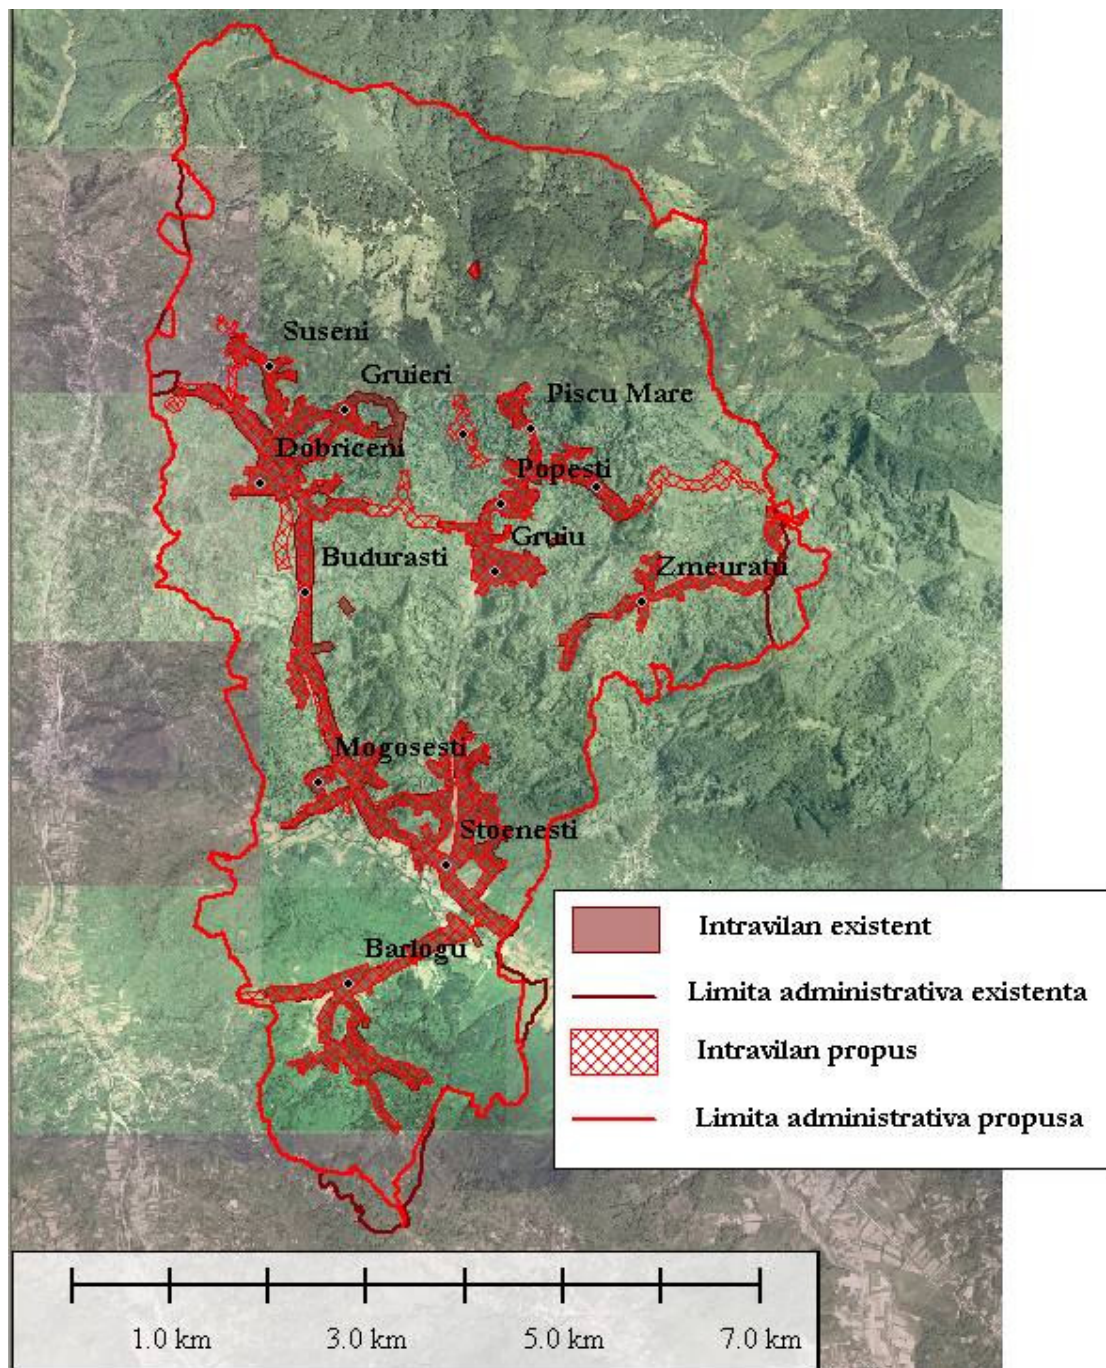 Suseni
Gruieri
Piscu Mare
Dobriceni
Popesti
Gruiu
Budurasti
Zmeuratu
Mogosesti
Stoenesti
Barlogu
Intravilan existent
Limita administrativa existenta
Intravilan propus
Limita administrativa propusa
1.0 km 3.0 km 5.0 km 7.0 km